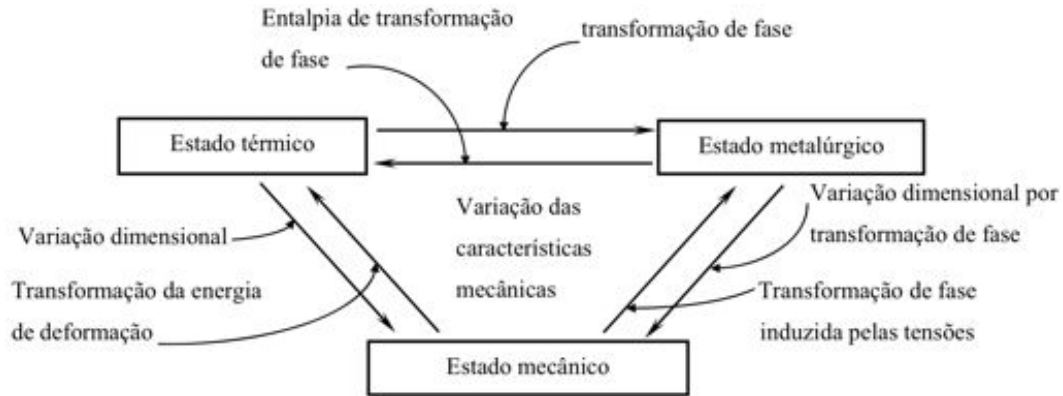 Entalpia de transformação
de fase
transformação de fase
Estado térmico
Estado metalúrgico
Variação dimensional
Transformação da energia
de deformação
Variação das
características
mecânicas
Variação dimensional por
transformação de fase
Transformação de fase
induzida pelas tensões
Estado mecânico